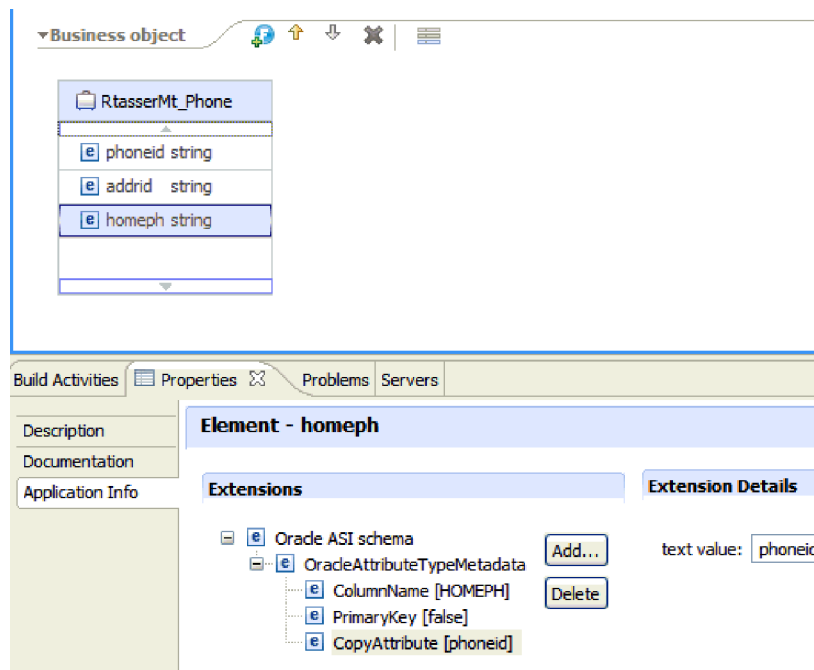 Business object
RtasserMt_Phone
phoneid string
addrid string
homeph string
Build Activities Properties Problems Servers
Description
Documentation
Application Info
Element - homeph
Extensions
Extension Details
Oracle ASI schema
OracleAttributeTypeMetadata
ColumnName [HOMEPH]
PrimaryKey [false]
CopyAttribute [phoneid]
Add...
Delete
text value: phoneid